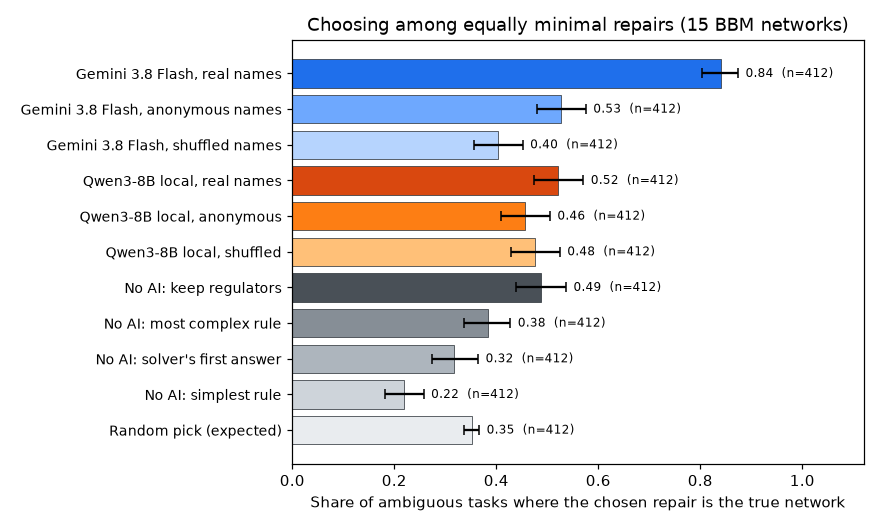 Choosing among equally minimal repairs (15 BBM networks)
Gemini 3.8 Flash, real names 0.84 (n=412)
Gemini 3.8 Flash, anonymous names 0.53 (n=412)
Gemini 3.8 Flash, shuffled names 0.40 (n=412)
Qwen3-8B local, real names 0.52 (n=412)
Qwen3-8B local, anonymous 0.46 (n=412)
Qwen3-8B local, shuffled 0.48 (n=412)
No AI: keep regulators 0.49 (n=412)
No AI: most complex rule 0.38 (n=412)
No AI: solver's first answer 0.32 (n=412)
No AI: simplest rule 0.22 (n=412)
Random pick (expected) 0.35 (n=412)
0.0 0.2 0.4 0.6 0.8 1.0
Share of ambiguous tasks where the chosen repair is the true network